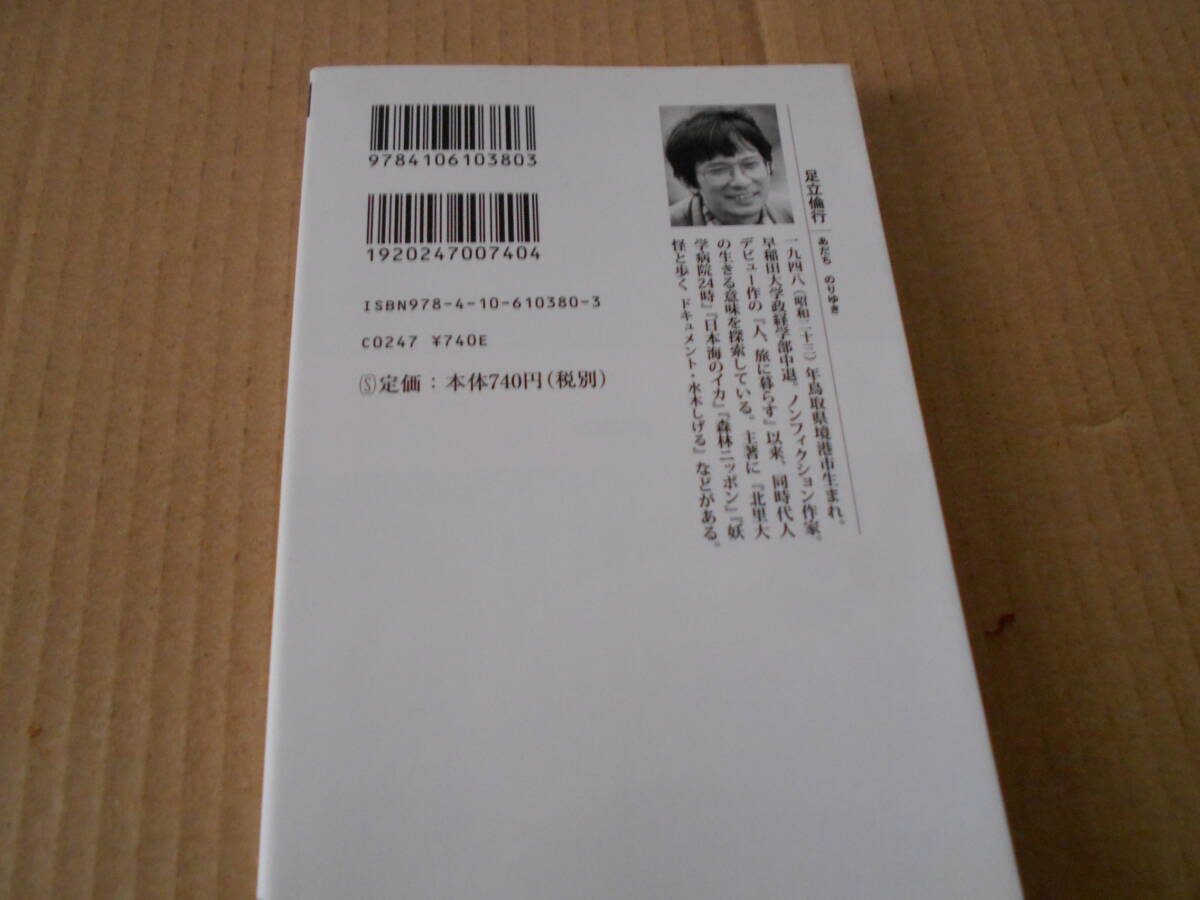 9784106103803
1920247007404
ISBN978-4-10-610380-3
C0247 ¥740E
Ⓢ定価：本体740円（税別）
足立倫行
あだち のりゆき
一九四八（昭和二十三）年鳥取県境港市生まれ。
早稲田大学政経学部中退。ノンフィクション作家。
デビュー作の『人、旅に暮らす』以来、同時代人
の生きる意味を探索している。主著に『北里大
学病院24時』『日本海のイカ』『森林ニッポン』『妖
怪と歩く ドキュメント・水木しげる』などがある。